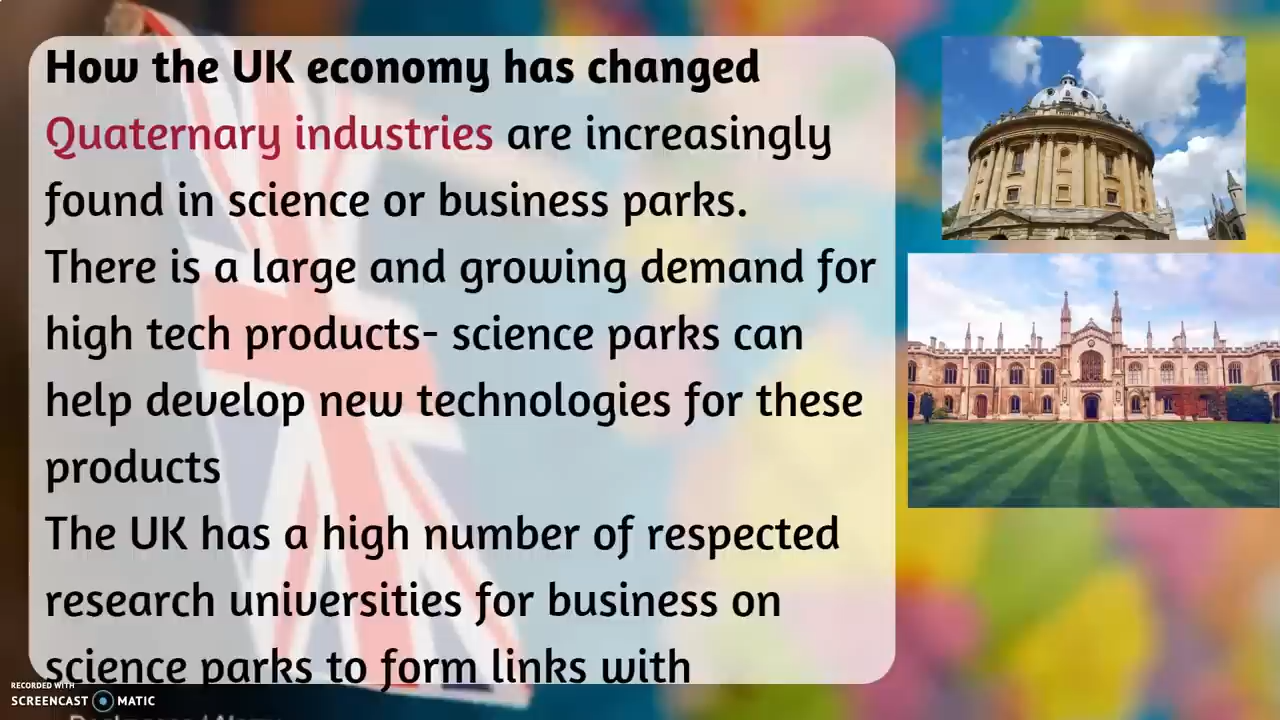 How the UK economy has changed
Quaternary industries are increasingly
found in science or business parks.
There is a large and growing demand for
high tech products- science parks can
help develop new technologies for these
products
The UK has a high number of respected
research universities for business on
science parks to form links with
RECORDED WITH
SCREENCAST MATIC